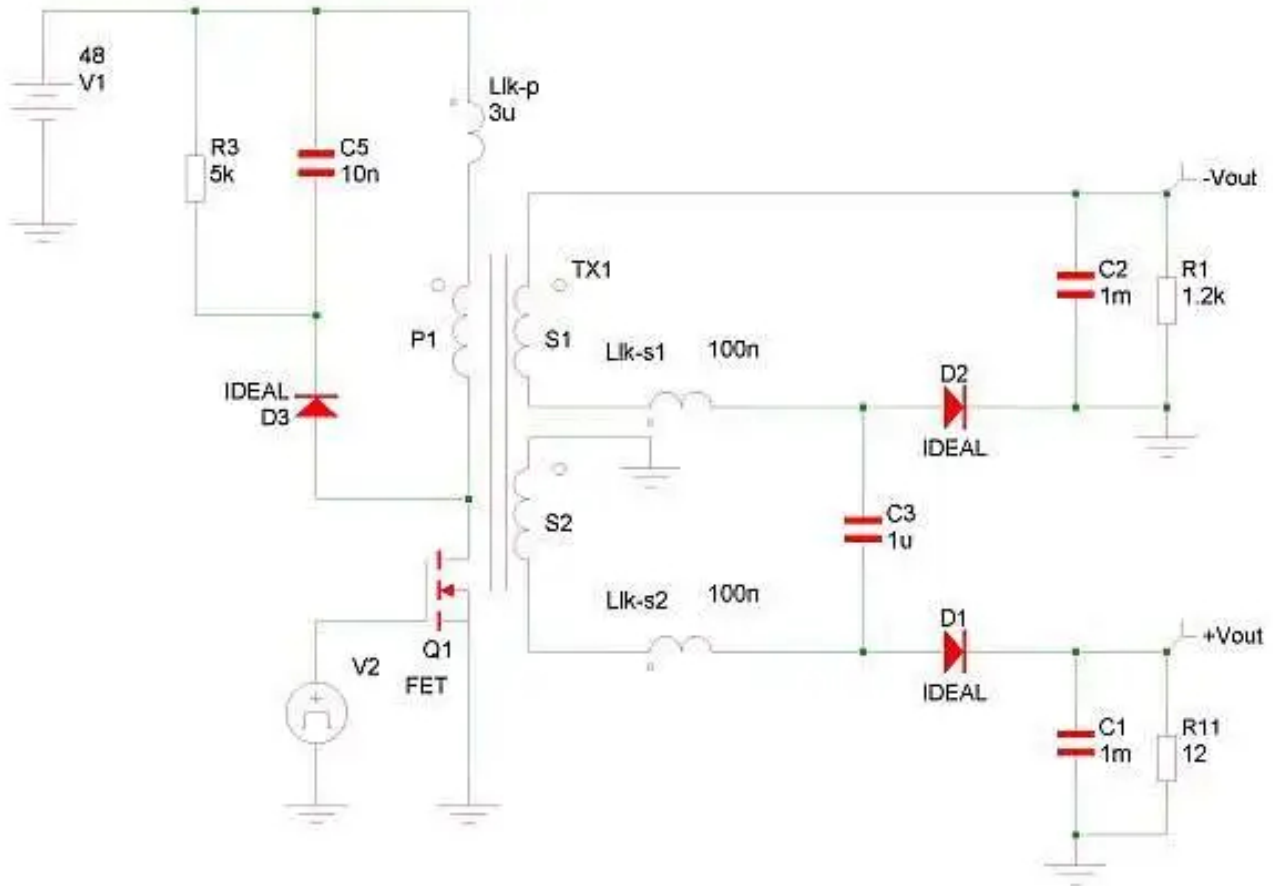 48
V1
R3
5k
C5
10n
Llk-p
3u
IDEAL
D3
P1
TX1
S1
S2
Llk-s1 100n
Llk-s2 100n
C3
1u
D2
IDEAL
D1
IDEAL
C2
1m
R1
1.2k
-Vout
+Vout
C1
1m
R11
12
V2
Q1
FET